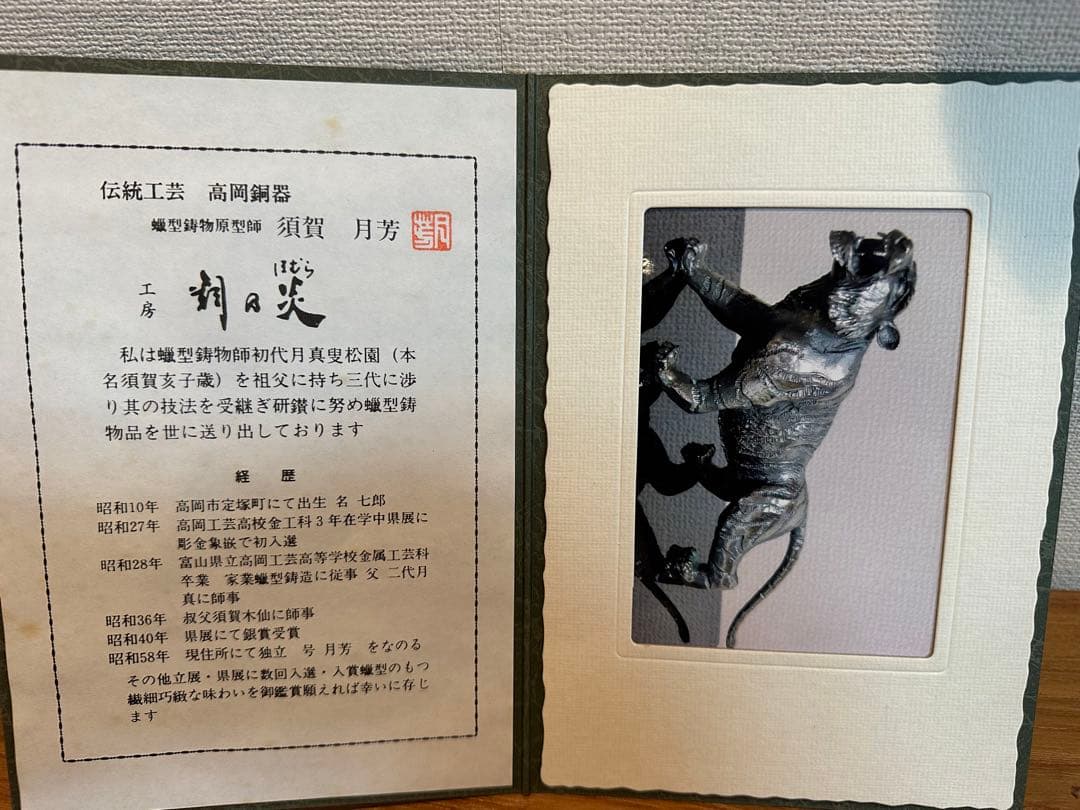 伝統工芸　高岡銅器
蠟型鋳物原型師　須賀　月芳
ほむら
工房
炎
私は蠟型鋳物師初代月真叟松園（本
名須賀亥子歳）を祖父に持ち三代に渉
り其の技法を受継ぎ研鑽に努め蠟型鋳
物品を世に送り出しております
経　歴
昭和10年　高岡市定塚町にて出生 名 七郎
昭和27年　高岡工芸高校金工科３年在学中県展に
彫金象嵌で初入選
昭和28年　富山県立高岡工芸高等学校金属工芸科
卒業　家業蠟型鋳造に従事 父 二代月
真に師事
昭和36年　叔父須賀木仙に師事
昭和40年　県展にて銀賞受賞
昭和58年　現住所にて独立　号 月芳　をなのる
その他立展・県展に数回入選・入賞蠟型のもつ
繊細巧緻な味わいを御鑑賞願えれば幸いに存じ
ます